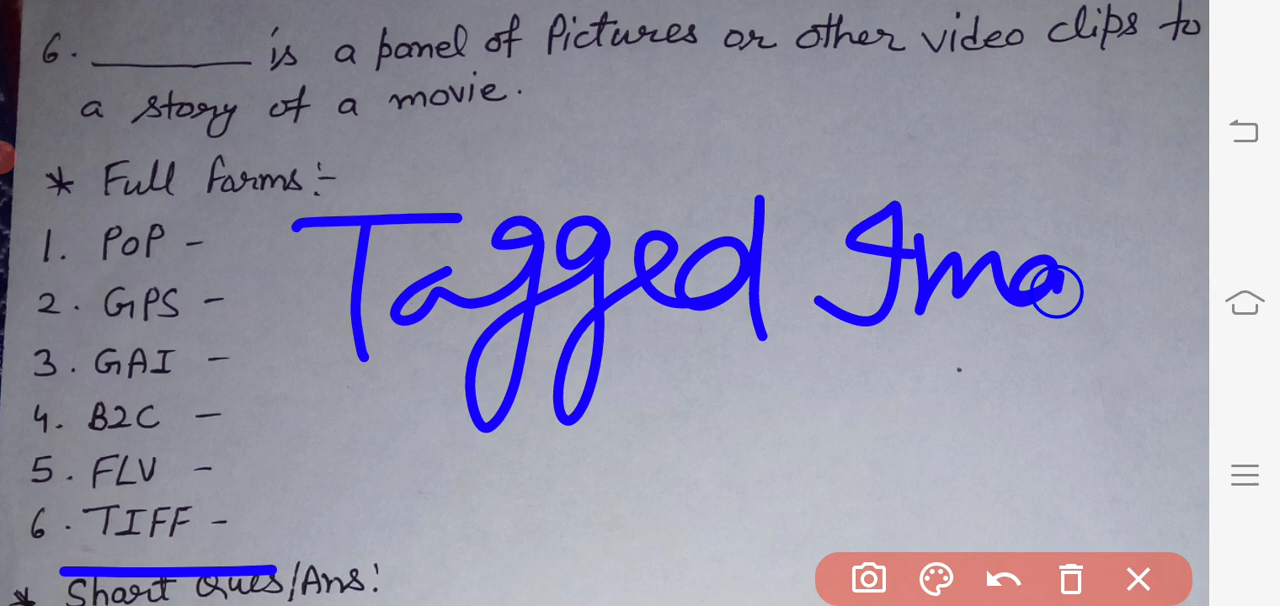 6. ________ is a panel of Pictures or other video clips to
a story of a movie.
* Full forms :-
1. POP -
2. GPS -
3. GAI -
4. B2C -
5. FLV -
6. TIFF -
Tagged Ima
* Short Ques/Ans: